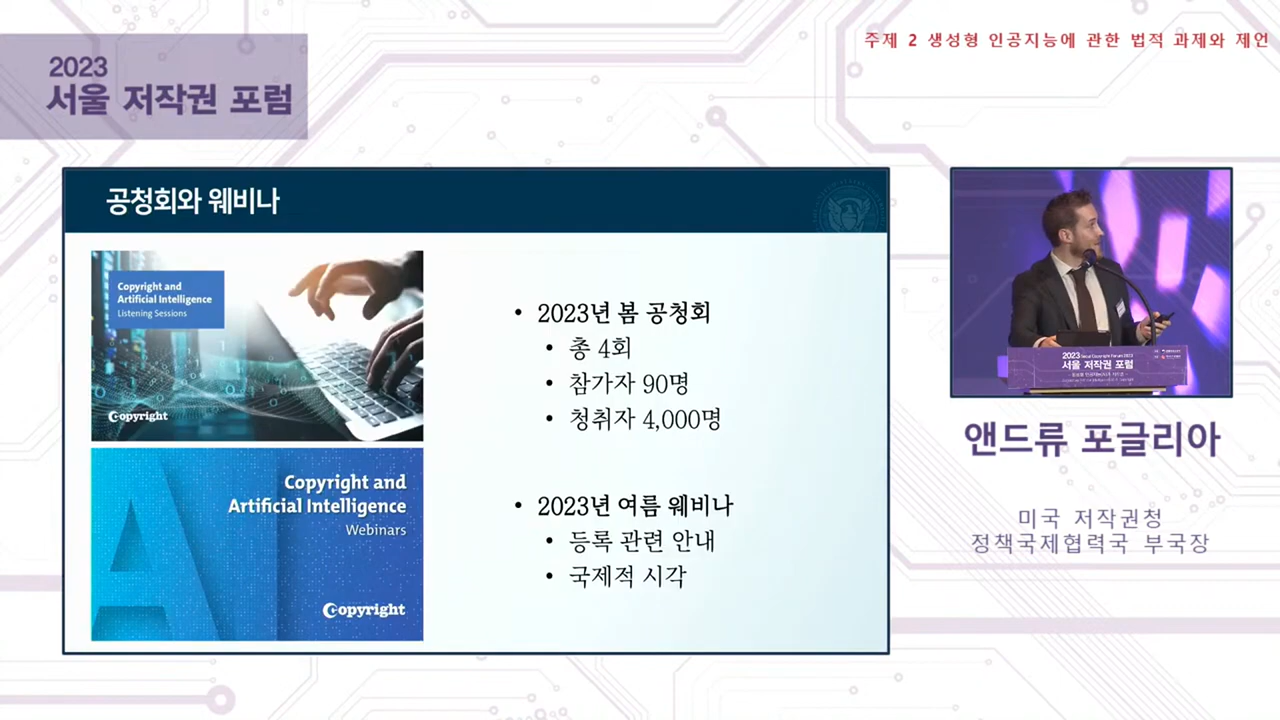 주제 2 생성형 인공지능에 관한 법적 과제와 제언
2023
서울 저작권 포럼
공청회와 웨비나
Copyright and
Artificial Intelligence
Listening Sessions
Copyright
Copyright and
Artificial Intelligence
Webinars
Copyright
• 2023년 봄 공청회
• 총 4회
• 참가자 90명
• 청취자 4,000명
• 2023년 여름 웨비나
• 등록 관련 안내
• 국제적 시각
2023 Seoul Copyright Forum 2023
서울 저작권 포럼
앤드류 포글리아
미국 저작권청
정책국제협력국 부국장